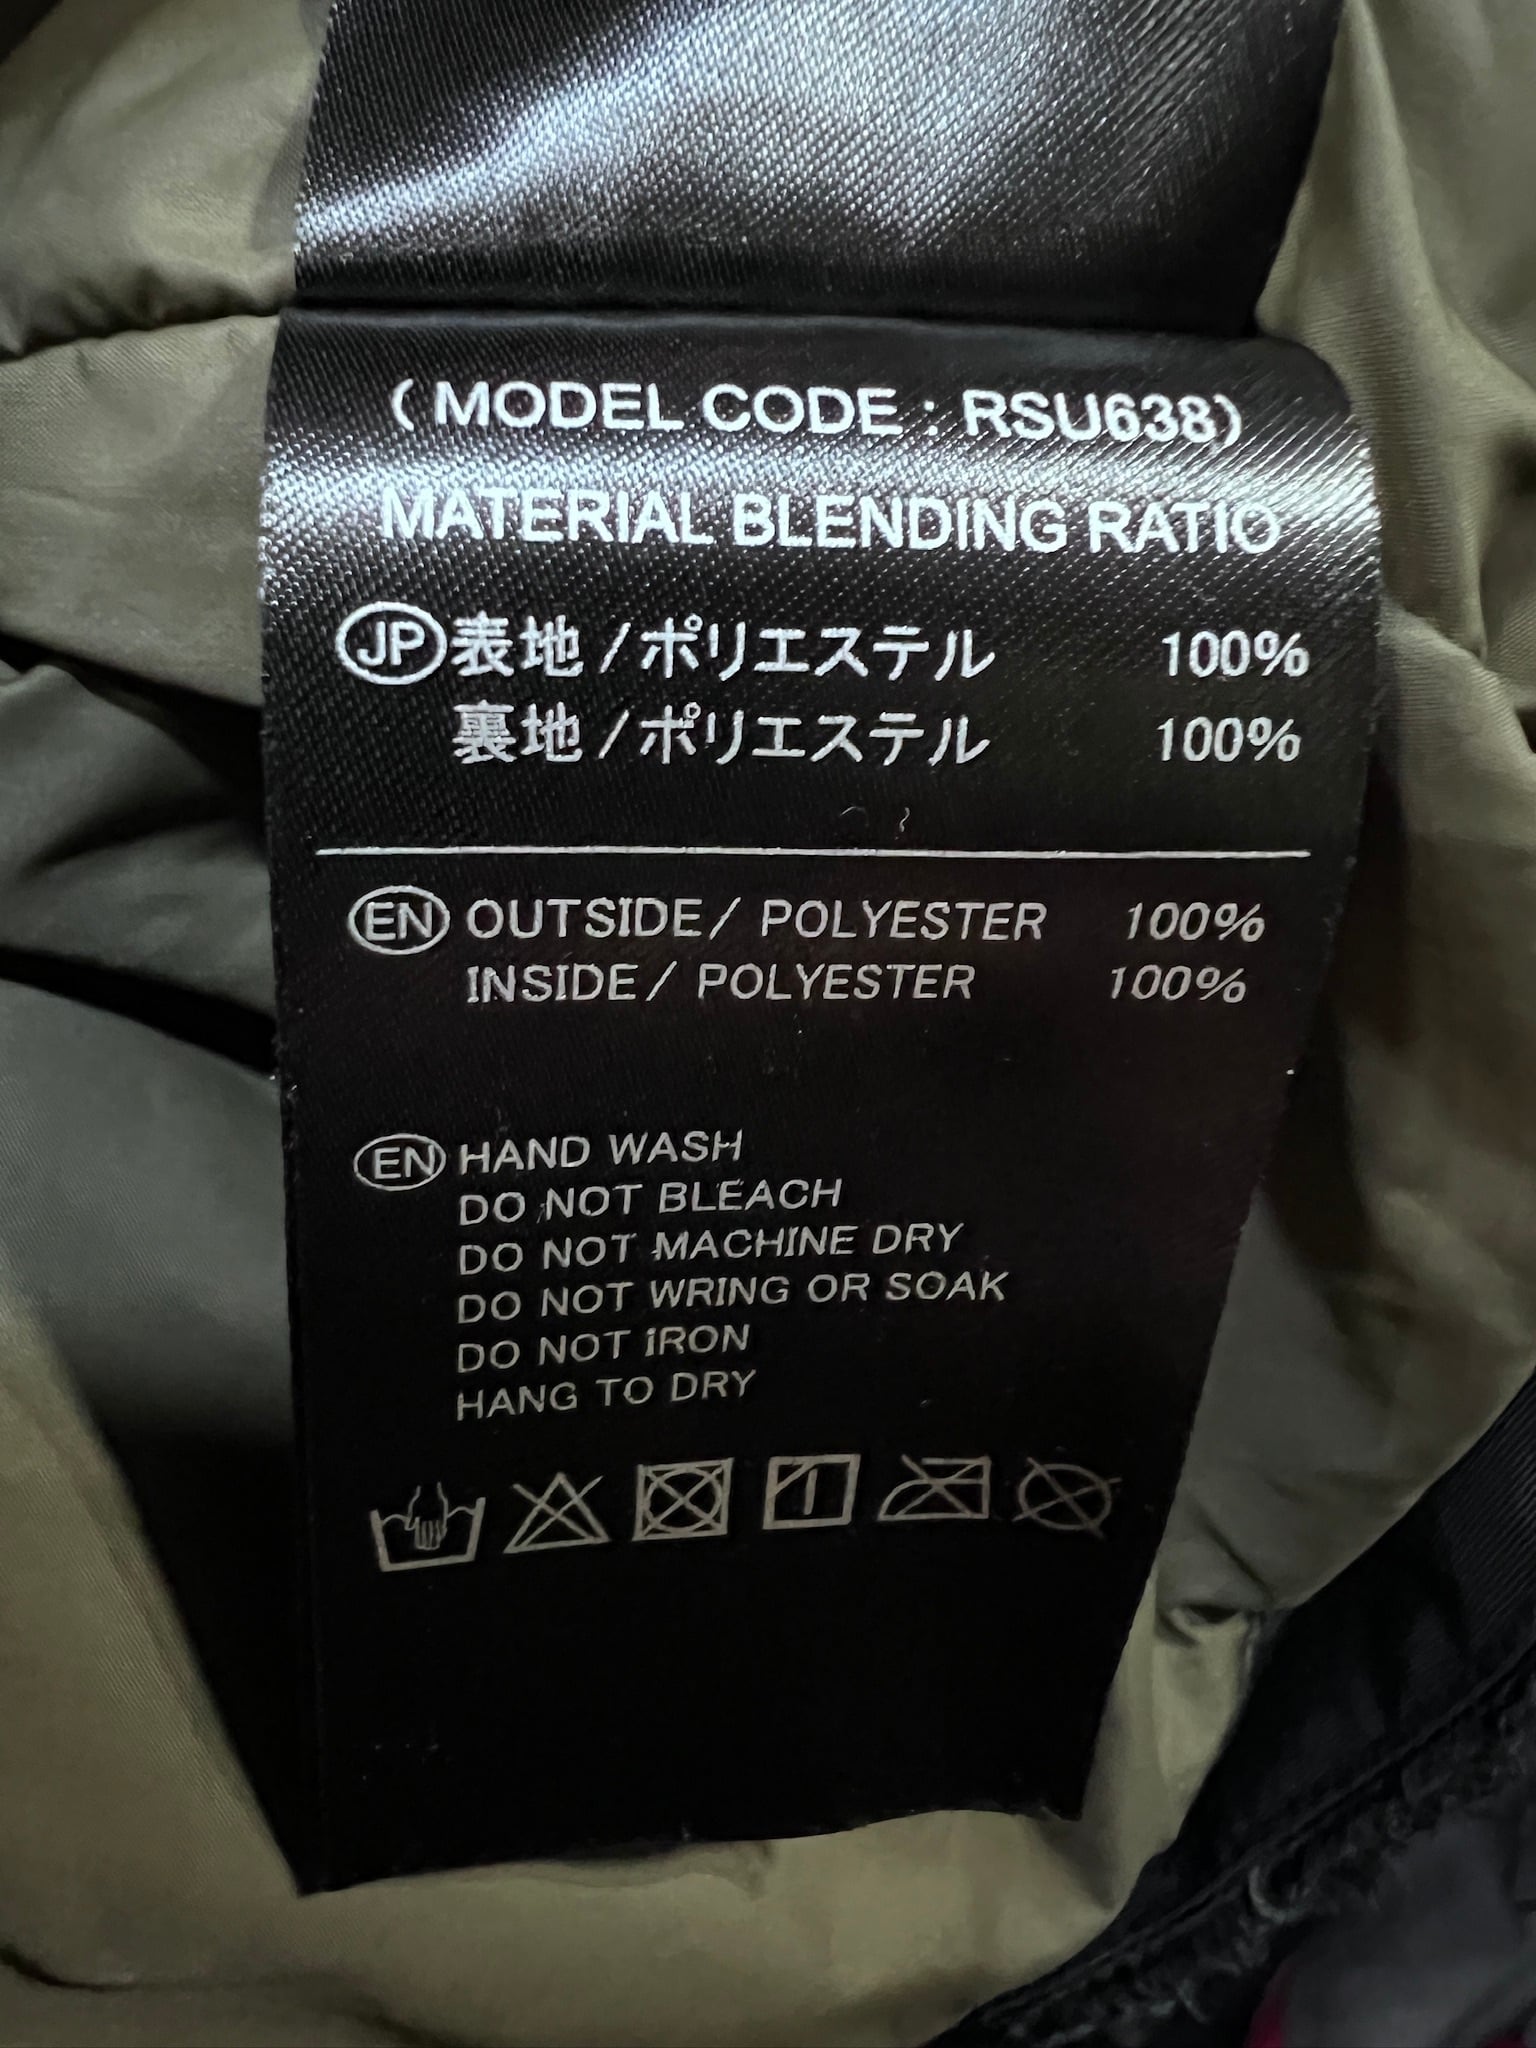 (MODEL CODE : RSU638)
MATERIAL BLENDING RATIO
JP 表地/ポリエステル 100%
裏地/ポリエステル 100%
EN OUTSIDE/ POLYESTER 100%
INSIDE/ POLYESTER 100%
EN HAND WASH
DO NOT BLEACH
DO NOT MACHINE DRY
DO NOT WRING OR SOAK
DO NOT IRON
HANG TO DRY